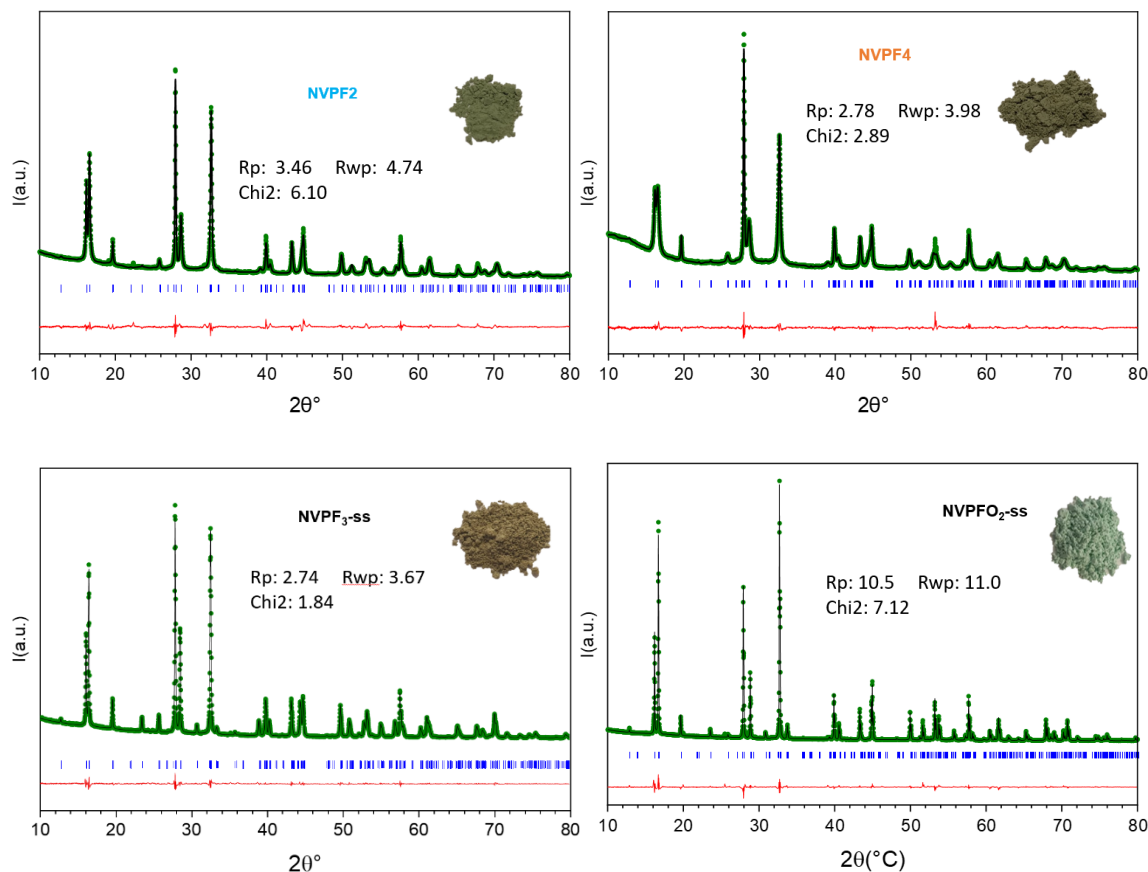 NVPF2
Rp: 3.46 Rwp: 4.74
Chi2: 6.10
I(a.u.)
10 20 30 40 50 60 70 80
2θ°
NVPF4
Rp: 2.78 Rwp: 3.98
Chi2: 2.89
I(a.u.)
10 20 30 40 50 60 70 80
2θ°
NVPF₃-ss
Rp: 2.74 Rwp: 3.67
Chi2: 1.84
I(a.u.)
10 20 30 40 50 60 70 80
2θ°
NVPFO₂-ss
Rp: 10.5 Rwp: 11.0
Chi2: 7.12
I(a.u.)
10 20 30 40 50 60 70 80
2θ(°C)